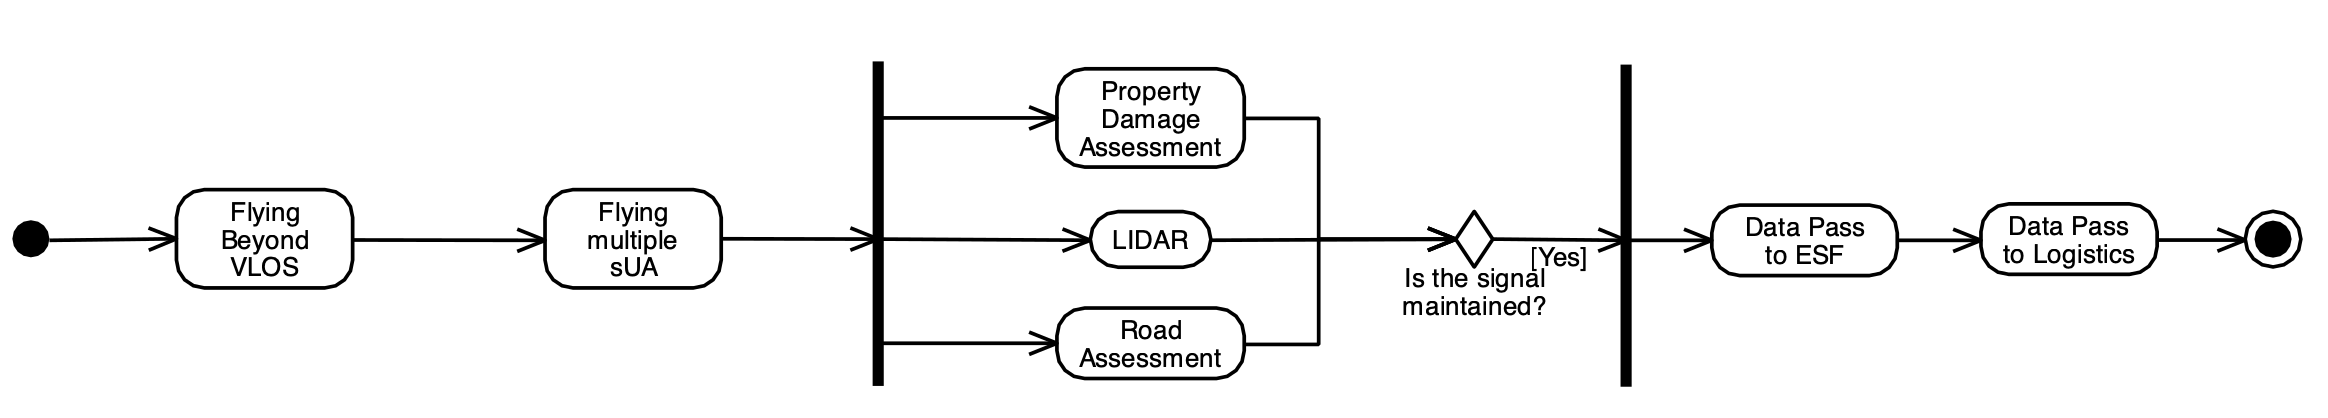 Flying
Beyond
VLOS
Flying
multiple
sUA
Property
Damage
Assessment
LIDAR
Road
Assessment
[Yes]
Is the signal
maintained?
Data Pass
to ESF
Data Pass
to Logistics